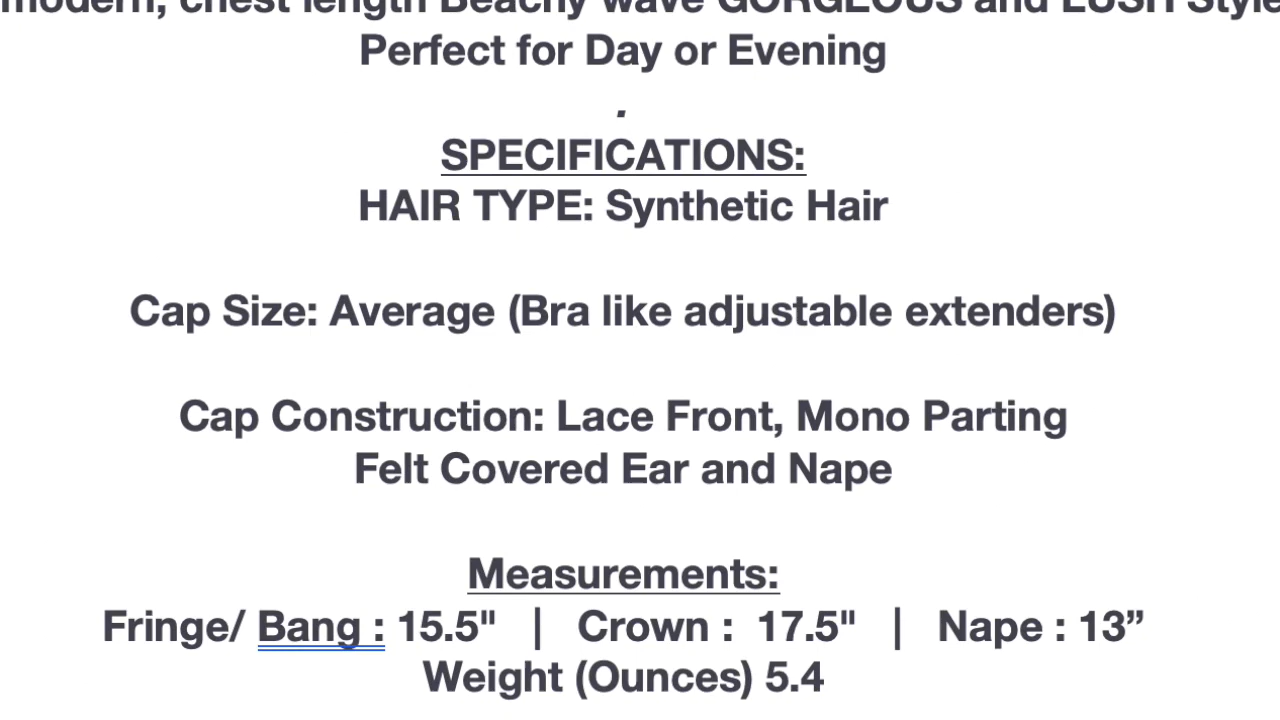 modern, chest length Beachy wave GORGEOUS and LUSH Style
Perfect for Day or Evening
.
SPECIFICATIONS:
HAIR TYPE: Synthetic Hair
Cap Size: Average (Bra like adjustable extenders)
Cap Construction: Lace Front, Mono Parting
Felt Covered Ear and Nape
Measurements:
Fringe/ Bang : 15.5" | Crown : 17.5" | Nape : 13”
Weight (Ounces) 5.4